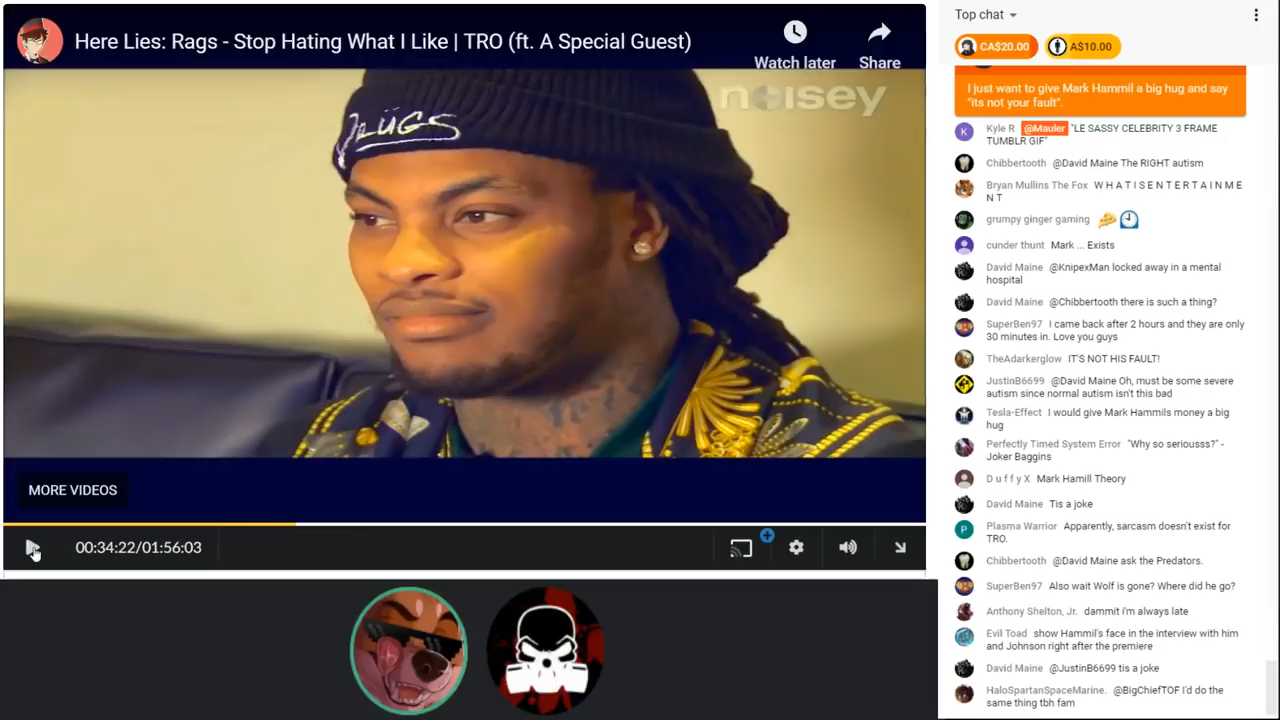 Here Lies: Rags - Stop Hating What I Like | TRO (ft. A Special Guest)
Watch later
Share
noisey
MORE VIDEOS
00:34:22/01:56:03
Top chat
CA$20.00
A$10.00
I just want to give Mark Hammil a big hug and say
"its not your fault".
Kyle R @Mauler "LE SASSY CELEBRITY 3 FRAME
TUMBLR GIF"
Chibbertooth @David Maine The RIGHT autism
Bryan Mullins The Fox W H A T I S E N T E R T A I N M E
N T
grumpy ginger gaming
cunder thunt Mark ... Exists
David Maine @KnipexMan locked away in a mental
hospital
David Maine @Chibbertooth there is such a thing?
SuperBen97 I came back after 2 hours and they are only
30 minutes in. Love you guys
TheAdarkerglow IT'S NOT HIS FAULT!
JustinB6699 @David Maine Oh, must be some severe
autism since normal autism isn't this bad
Tesla-Effect I would give Mark Hammils money a big
hug
Perfectly Timed System Error "Why so seriousss?" -
Joker Baggins
D u f f y X Mark Hamill Theory
David Maine Tis a joke
Plasma Warrior Apparently, sarcasm doesn't exist for
TRO.
Chibbertooth @David Maine ask the Predators.
SuperBen97 Also wait Wolf is gone? Where did he go?
Anthony Shelton, Jr. dammit i'm always late
Evil Toad show Hammil's face in the interview with him
and Johnson right after the premiere
David Maine @JustinB6699 tis a joke
HaloSpartanSpaceMarine. @BigChiefTOF I'd do the
same thing tbh fam